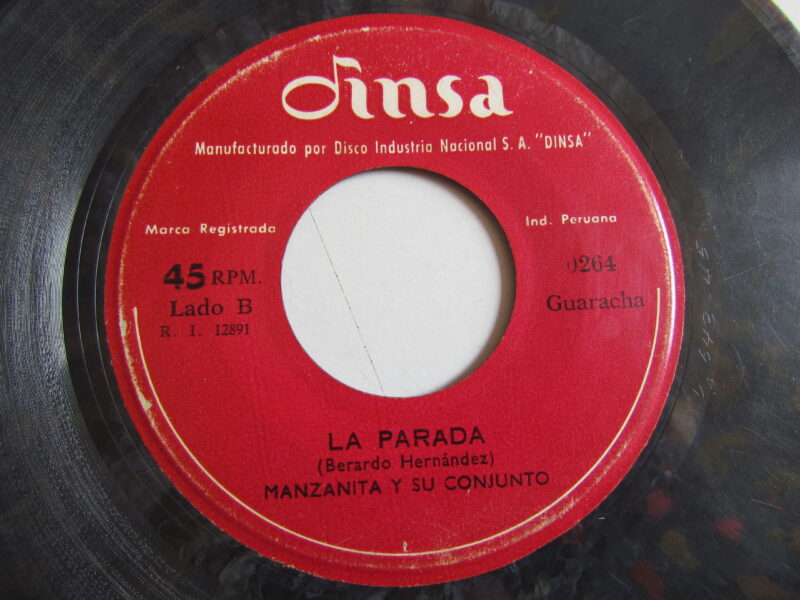 dinsa
Manufacturado por Disco Industria Nacional S. A. "DINSA"
Marca Registrada
Ind. Peruana
45 RPM.
Lado B
R. I. 12891
0264
Guaracha
LA PARADA
(Berardo Hernández)
MANZANITA Y SU CONJUNTO